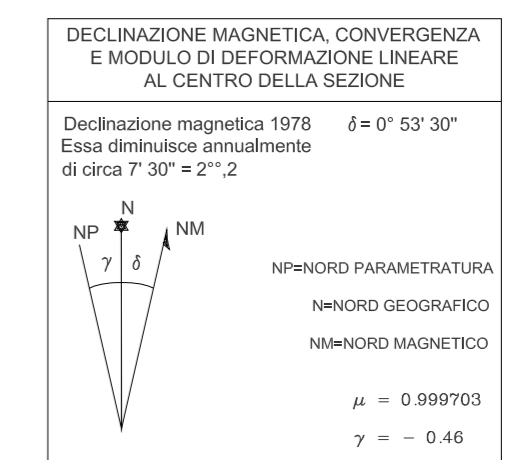 DECLINAZIONE MAGNETICA, CONVERGENZA
E MODULO DI DEFORMAZIONE LINEARE
AL CENTRO DELLA SEZIONE
Declinazione magnetica 1978 δ = 0° 53' 30"
Essa diminuisce annualmente
di circa 7' 30" = 2°°,2
N
NP NM
γ δ
NP=NORD PARAMETRATURA
N=NORD GEOGRAFICO
NM=NORD MAGNETICO
μ = 0.999703
γ = - 0.46